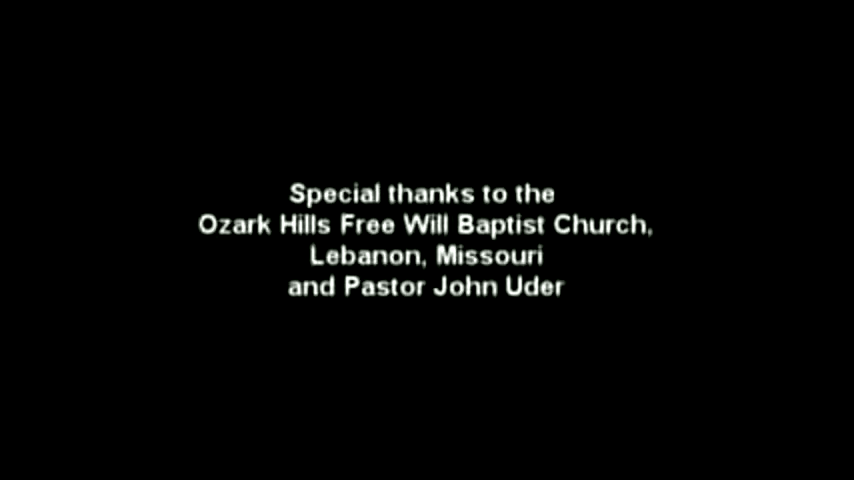 Special thanks to the
Ozark Hills Free Will Baptist Church,
Lebanon, Missouri
and Pastor John Uder